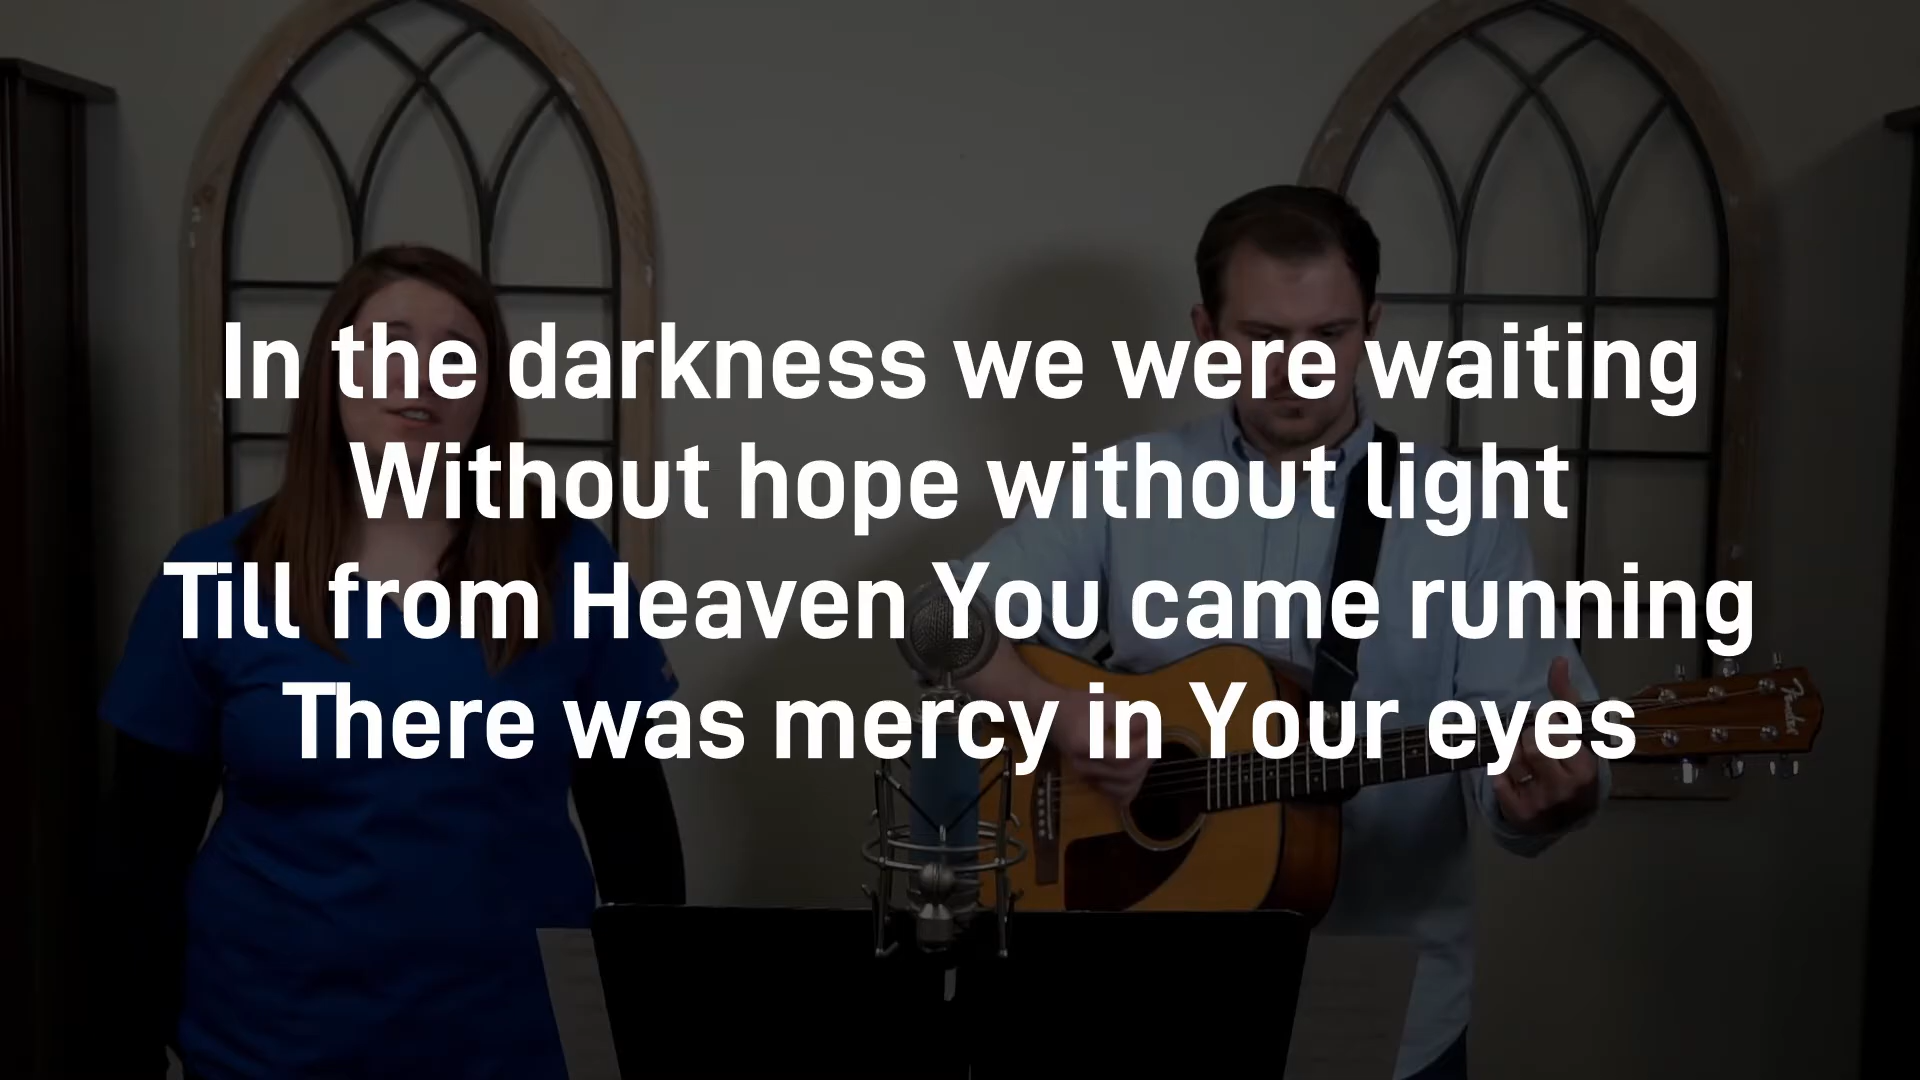 In the darkness we were waiting
Without hope without light
Till from Heaven You came running
There was mercy in Your eyes
Fender